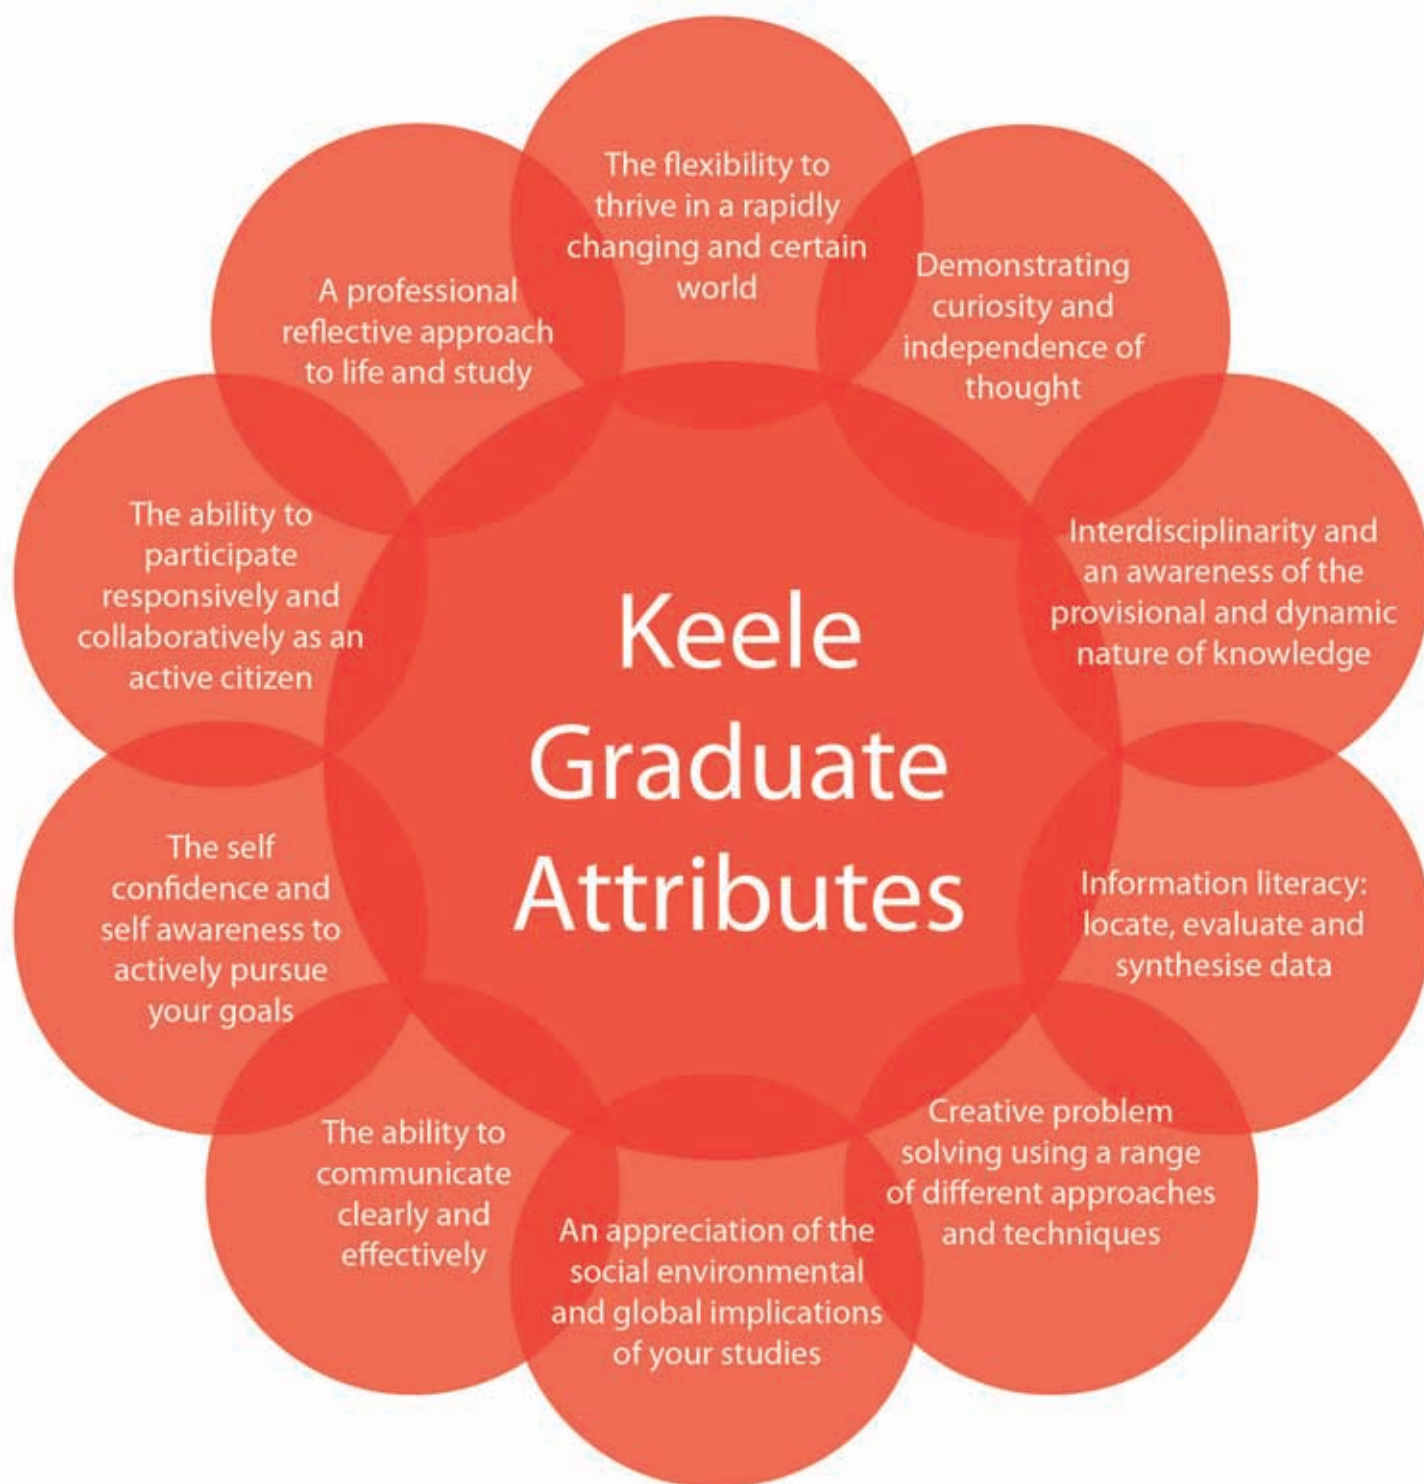 The flexibility to
thrive in a rapidly
changing and certain
world
Demonstrating
curiosity and
independence of
thought
Interdisciplinarity and
an awareness of the
provisional and dynamic
nature of knowledge
Information literacy:
locate, evaluate and
synthesise data
Creative problem
solving using a range
of different approaches
and techniques
An appreciation of the
social environmental
and global implications
of your studies
The ability to
communicate
clearly and
effectively
The self
confidence and
self awareness to
actively pursue
your goals
The ability to
participate
responsively and
collaboratively as an
active citizen
A professional
reflective approach
to life and study
Keele
Graduate
Attributes